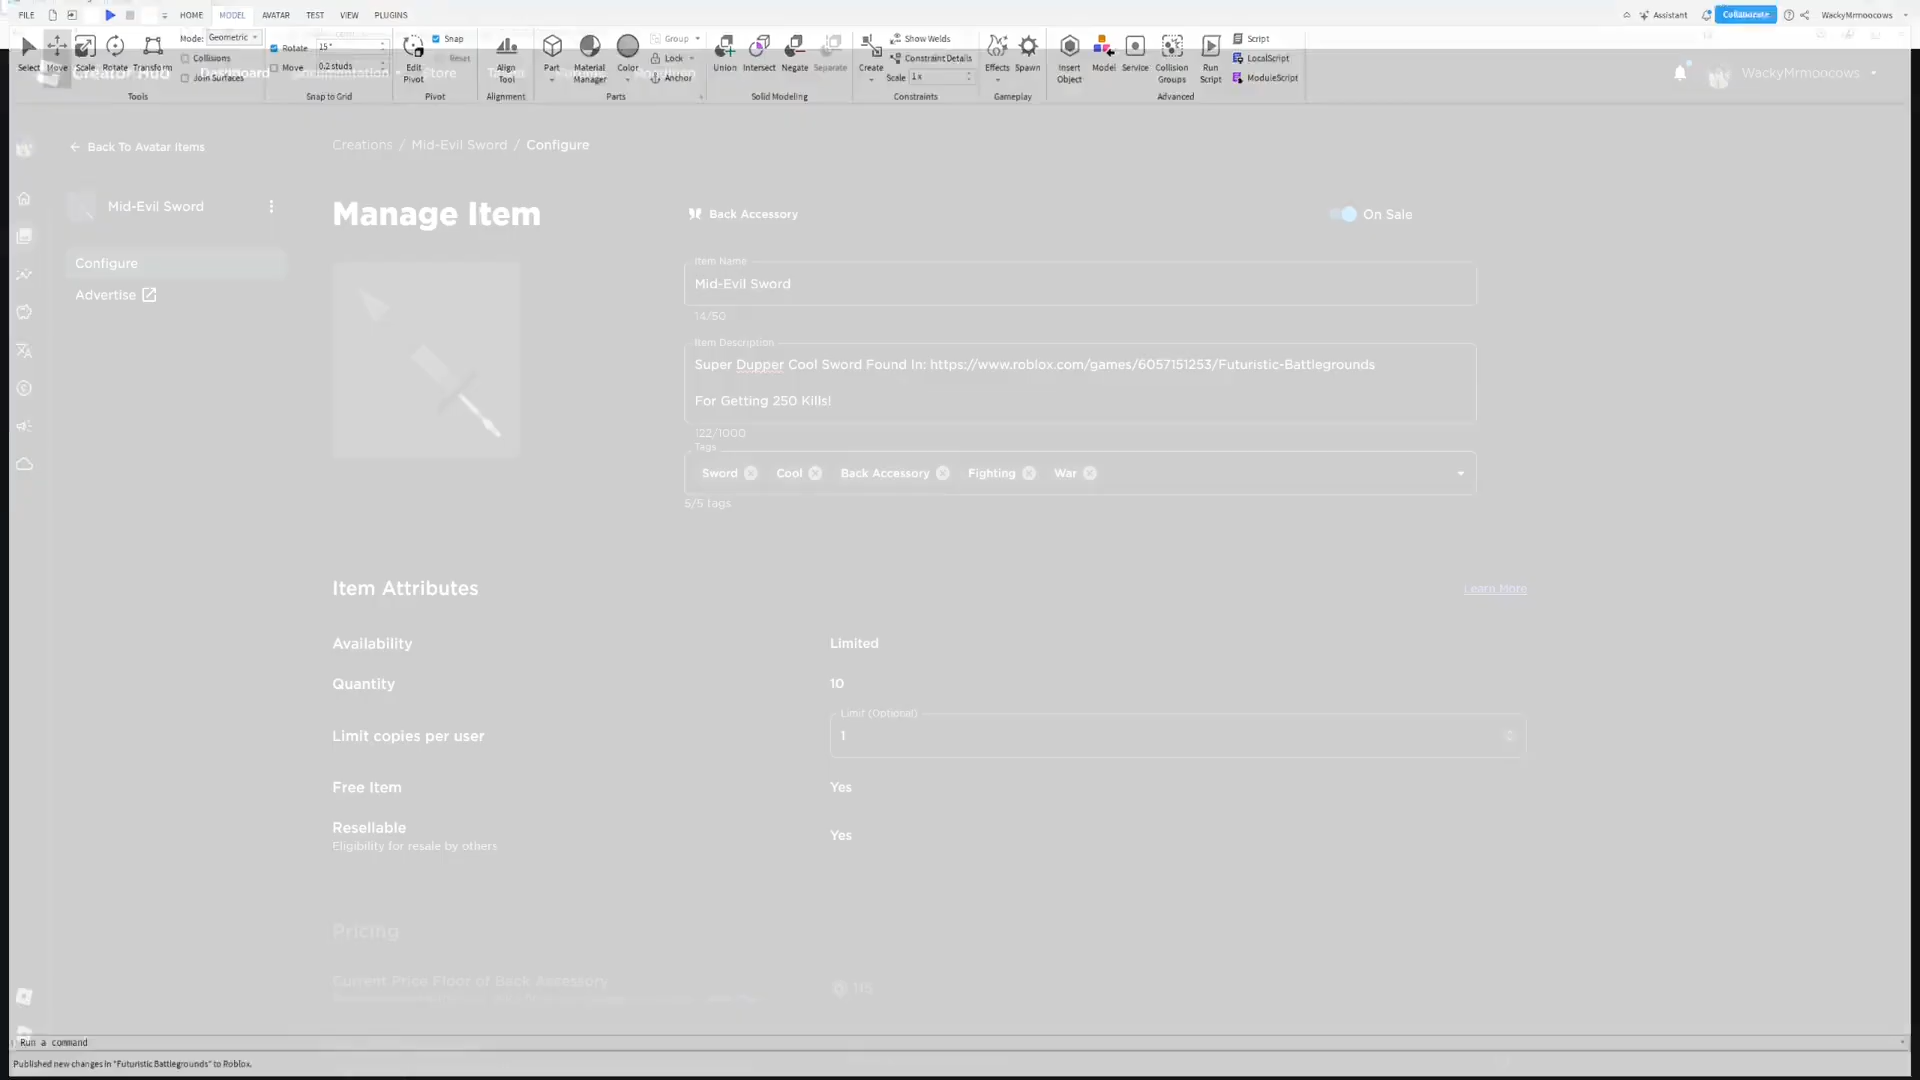 FILE HOME MODEL AVATAR TEST VIEW PLUGINS Assistant Collaborate WackyMrmoocows
Select Move Scale Rotate Transform
Mode: Geometric
Collisions
Join Surfaces
Tools
Rotate 15°
Move 0.2 studs
Snap to Grid
Edit Pivot
Snap
Reset
Pivot
Align Tool
Alignment
Part Material Manager Color
Group
Lock
Anchor
Parts
Union Intersect Negate Separate
Solid Modeling
Create
Show Welds
Constraint Details
Scale 1x
Constraints
Effects Spawn
Gameplay
Insert Object Model Service Collision Groups Run Script
Script
LocalScript
ModuleScript
Advanced
Creator Hub Dashboard Documentation Store
WackyMrmoocows
Back To Avatar Items
Mid-Evil Sword
Configure
Advertise
Creations / Mid-Evil Sword / Configure
Manage Item
Back Accessory
On Sale
Item Name
Mid-Evil Sword
14/50
Item Description
Super Dupper Cool Sword Found In: https://www.roblox.com/games/6057151253/Futuristic-Battlegrounds
For Getting 250 Kills!
122/1000
Tags
Sword Cool Back Accessory Fighting War
5/5 tags
Item Attributes
Learn More
Availability Limited
Quantity 10
Limit copies per user
Limit (Optional)
1
Free Item Yes
Resellable Yes
Eligibility for resale by others
Pricing
Current Price Floor of Back Accessory
115
Run a command
Published new changes in "Futuristic Battlegrounds" to Roblox.